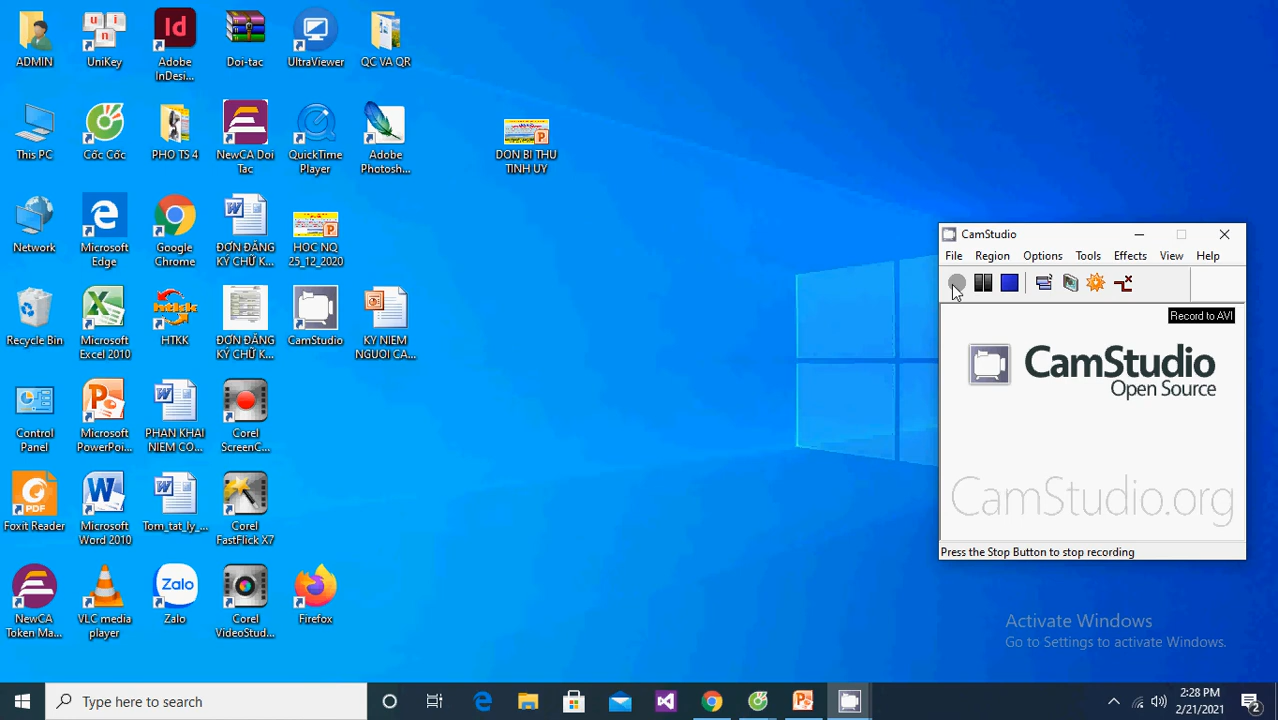 ADMIN
UniKey
Adobe
InDesi...
Doi-tac
UltraViewer
QC VA QR
This PC
Cốc Cốc
PHO TS 4
NewCA Doi
Tac
QuickTime
Player
Adobe
Photosh...
DON BI THU
TINH UY
Network
Microsoft
Edge
Google
Chrome
ĐƠN ĐĂNG
KÝ CHỮ K...
HOC NQ
25_12_2020
Recycle Bin
Microsoft
Excel 2010
HTKK
ĐƠN ĐĂNG
KÝ CHỮ K...
CamStudio
KY NIEM
NGUOI CA...
Control
Panel
Microsoft
PowerPoi...
PHAN KHAI
NIEM CO...
Corel
ScreenC...
Foxit Reader
Microsoft
Word 2010
Tom_tat_ly_...
Corel
FastFlick X7
NewCA
Token Ma...
VLC media
player
Zalo
Corel
VideoStud...
Firefox
CamStudio
File Region Options Tools Effects View Help
Record to AVI
CamStudio
Open Source
CamStudio.org
Press the Stop Button to stop recording
Activate Windows
Go to Settings to activate Windows.
Type here to search
2:28 PM
2/21/2021
2